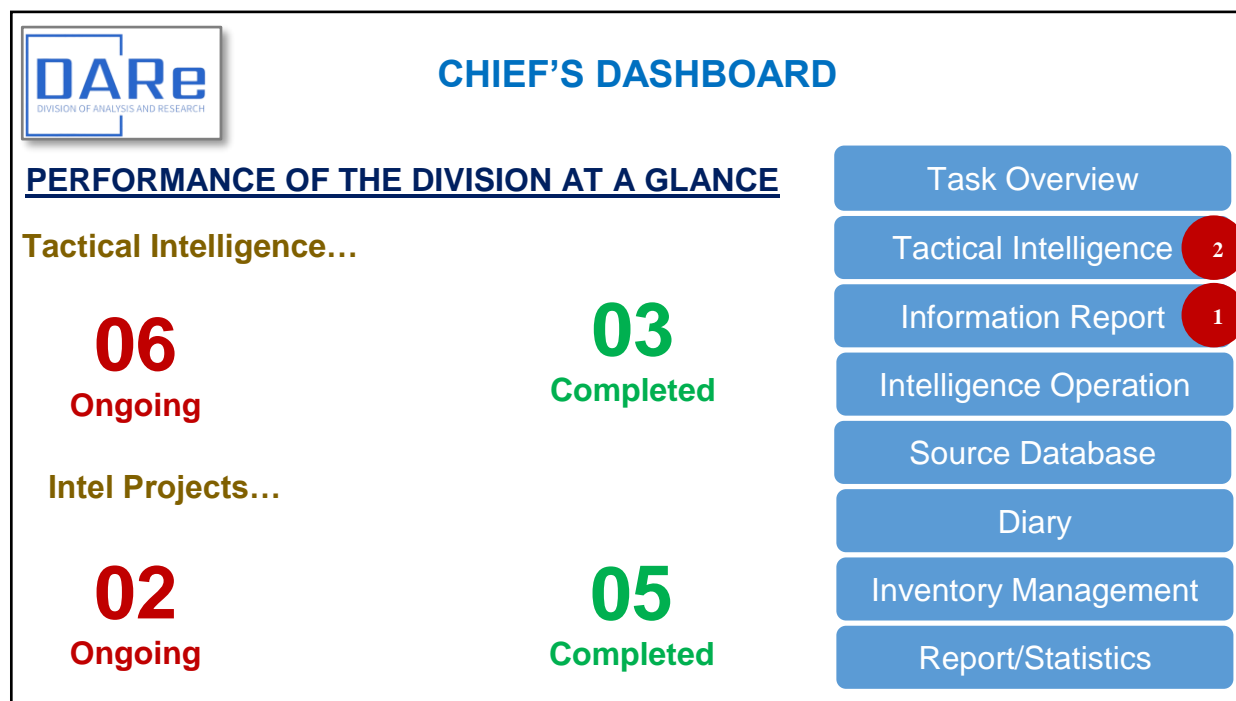 DARe
DIVISION OF ANALYSIS AND RESEARCH
CHIEF'S DASHBOARD
PERFORMANCE OF THE DIVISION AT A GLANCE
Tactical Intelligence…
06
Ongoing
03
Completed
Intel Projects…
02
Ongoing
05
Completed
Task Overview
Tactical Intelligence 2
Information Report 1
Intelligence Operation
Source Database
Diary
Inventory Management
Report/Statistics